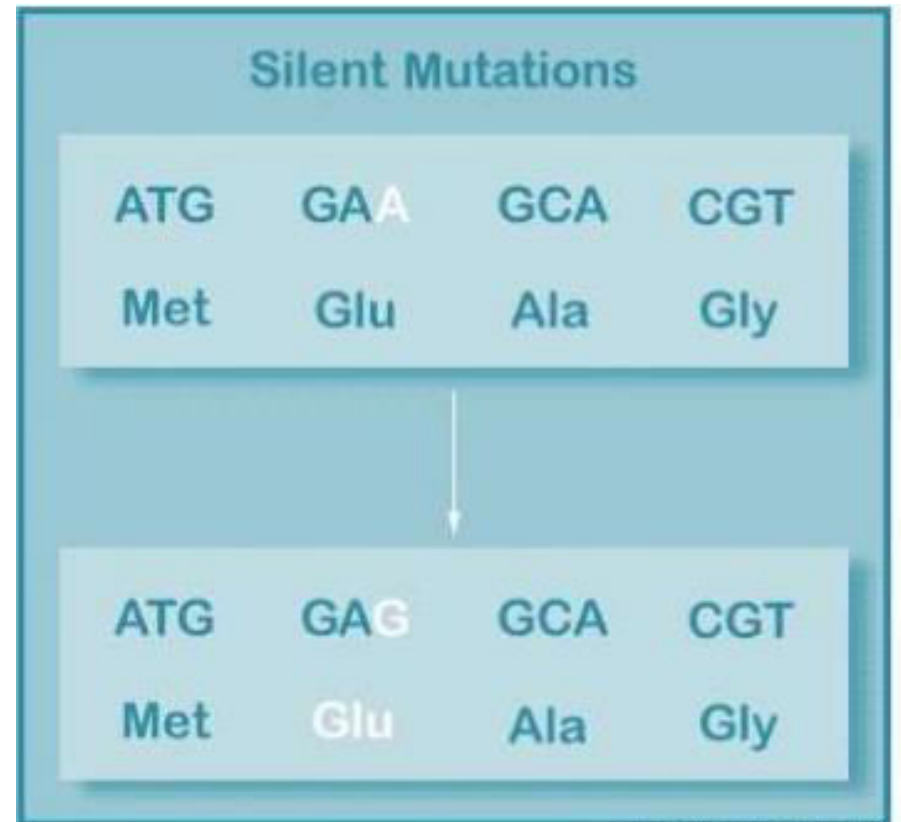 Silent Mutations
ATG GAA GCA CGT
Met Glu Ala Gly
ATG GAG GCA CGT
Met Glu Ala Gly